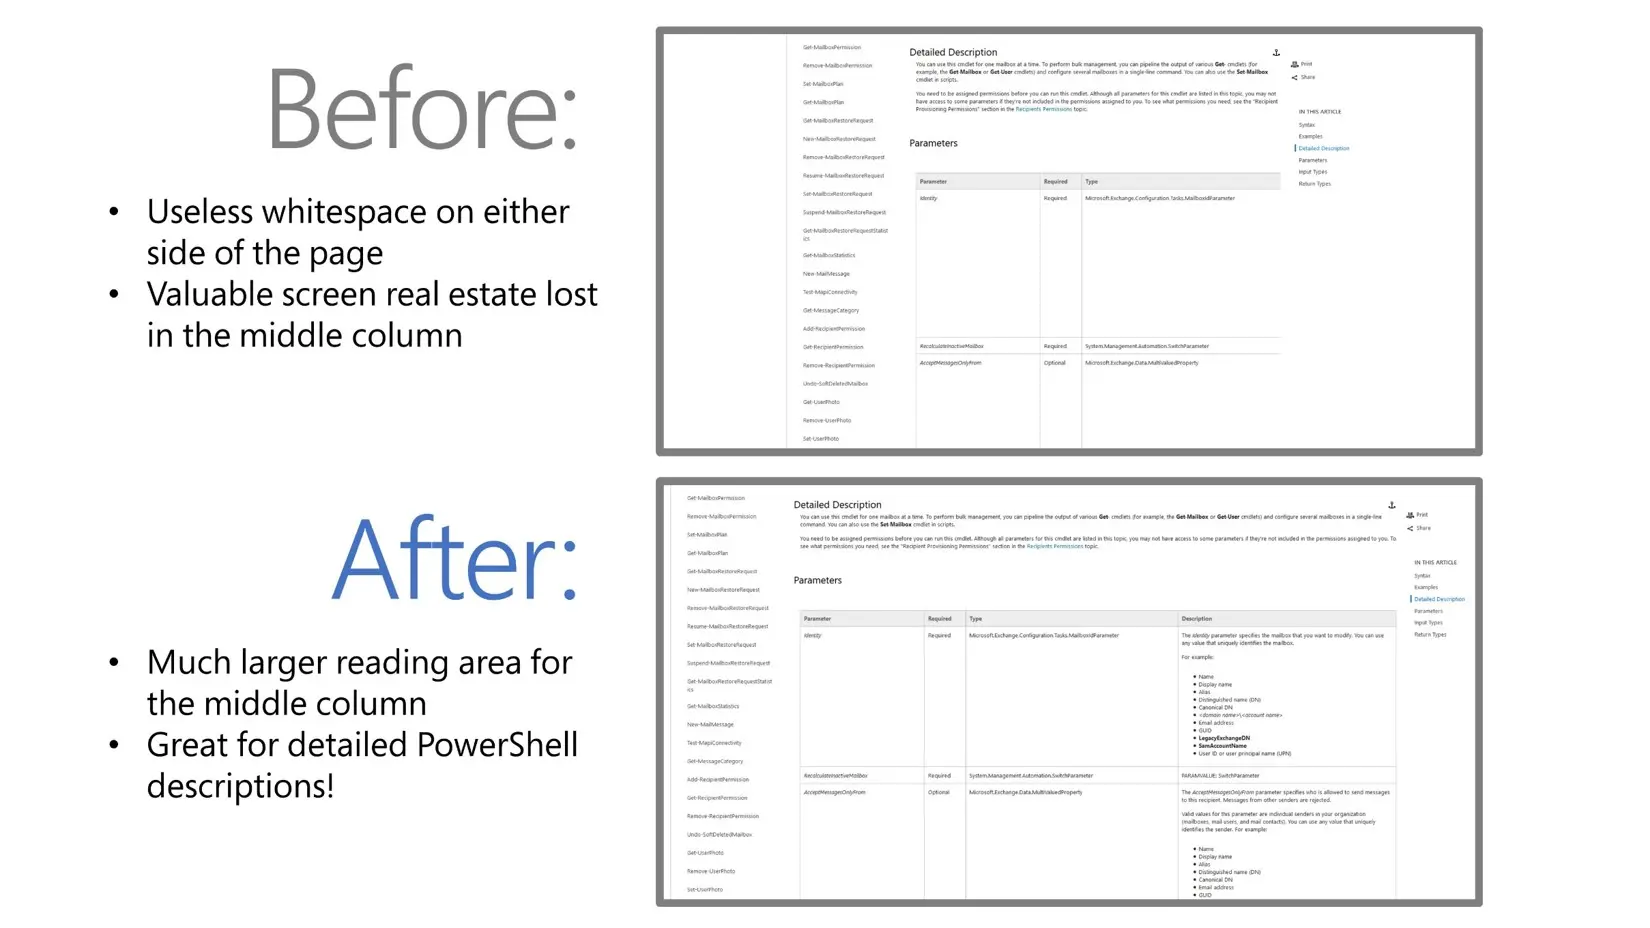 Before:
• Useless whitespace on either
side of the page
• Valuable screen real estate lost
in the middle column
Get-MailboxPermission
Remove-MailboxPermission
Set-MailboxPlan
Get-MailboxPlan
Get-MailboxRestoreRequest
New-MailboxRestoreRequest
Remove-MailboxRestoreRequest
Resume-MailboxRestoreRequest
Set-MailboxRestoreRequest
Suspend-MailboxRestoreRequest
Get-MailboxRestoreRequestStatist
ics
Get-MailboxStatistics
New-MailMessage
Test-MapiConnectivity
Get-MessageCategory
Add-RecipientPermission
Get-RecipientPermission
Remove-RecipientPermission
Undo-SoftDeletedMailbox
Get-UserPhoto
Remove-UserPhoto
Set-UserPhoto
Detailed Description
You can use this cmdlet for one mailbox at a time. To perform bulk management, you can pipeline the output of various Get- cmdlets (for
example, the Get-Mailbox or Get-User cmdlets) and configure several mailboxes in a single-line command. You can also use the Set-Mailbox
cmdlet in scripts.
You need to be assigned permissions before you can run this cmdlet. Although all parameters for this cmdlet are listed in this topic, you may not
have access to some parameters if they're not included in the permissions assigned to you. To see what permissions you need, see the "Recipient
Provisioning Permissions" section in the Recipients Permissions topic.
Parameters
Parameter Required Type
Identity Required Microsoft.Exchange.Configuration.Tasks.MailboxIdParameter
RecalculateInactiveMailbox Required System.Management.Automation.SwitchParameter
AcceptMessagesOnlyFrom Optional Microsoft.Exchange.Data.MultiValuedProperty
Print
Share
IN THIS ARTICLE
Syntax
Examples
Detailed Description
Parameters
Input Types
Return Types
After:
• Much larger reading area for
the middle column
• Great for detailed PowerShell
descriptions!
Get-MailboxPermission
Remove-MailboxPermission
Set-MailboxPlan
Get-MailboxPlan
Get-MailboxRestoreRequest
New-MailboxRestoreRequest
Remove-MailboxRestoreRequest
Resume-MailboxRestoreRequest
Set-MailboxRestoreRequest
Suspend-MailboxRestoreRequest
Get-MailboxRestoreRequestStatist
ics
Get-MailboxStatistics
New-MailMessage
Test-MapiConnectivity
Get-MessageCategory
Add-RecipientPermission
Get-RecipientPermission
Remove-RecipientPermission
Undo-SoftDeletedMailbox
Get-UserPhoto
Remove-UserPhoto
Set-UserPhoto
Detailed Description
You can use this cmdlet for one mailbox at a time. To perform bulk management, you can pipeline the output of various Get- cmdlets (for example, the Get-Mailbox or Get-User cmdlets) and configure several mailboxes in a single-line
command. You can also use the Set-Mailbox cmdlet in scripts.
You need to be assigned permissions before you can run this cmdlet. Although all parameters for this cmdlet are listed in this topic, you may not have access to some parameters if they're not included in the permissions assigned to you. To
see what permissions you need, see the "Recipient Provisioning Permissions" section in the Recipients Permissions topic.
Parameters
Parameter Required Type Description
Identity Required Microsoft.Exchange.Configuration.Tasks.MailboxIdParameter The Identity parameter specifies the mailbox that you want to modify. You can use
any value that uniquely identifies the mailbox.
For example:
• Name
• Display name
• Alias
• Distinguished name (DN)
• Canonical DN
• <domain name>\<account name>
• Email address
• GUID
• LegacyExchangeDN
• SamAccountName
• User ID or user principal name (UPN)
RecalculateInactiveMailbox Required System.Management.Automation.SwitchParameter PARAMVALUE: SwitchParameter
AcceptMessagesOnlyFrom Optional Microsoft.Exchange.Data.MultiValuedProperty The AcceptMessagesOnlyFrom parameter specifies who is allowed to send messages
to this recipient. Messages from other senders are rejected.
Valid values for this parameter are individual senders in your organization
(mailboxes, mail users, and mail contacts). You can use any value that uniquely
identifies the sender. For example:
• Name
• Display name
• Alias
• Distinguished name (DN)
• Canonical DN
• Email address
• GUID
Print
Share
IN THIS ARTICLE
Syntax
Examples
Detailed Description
Parameters
Input Types
Return Types